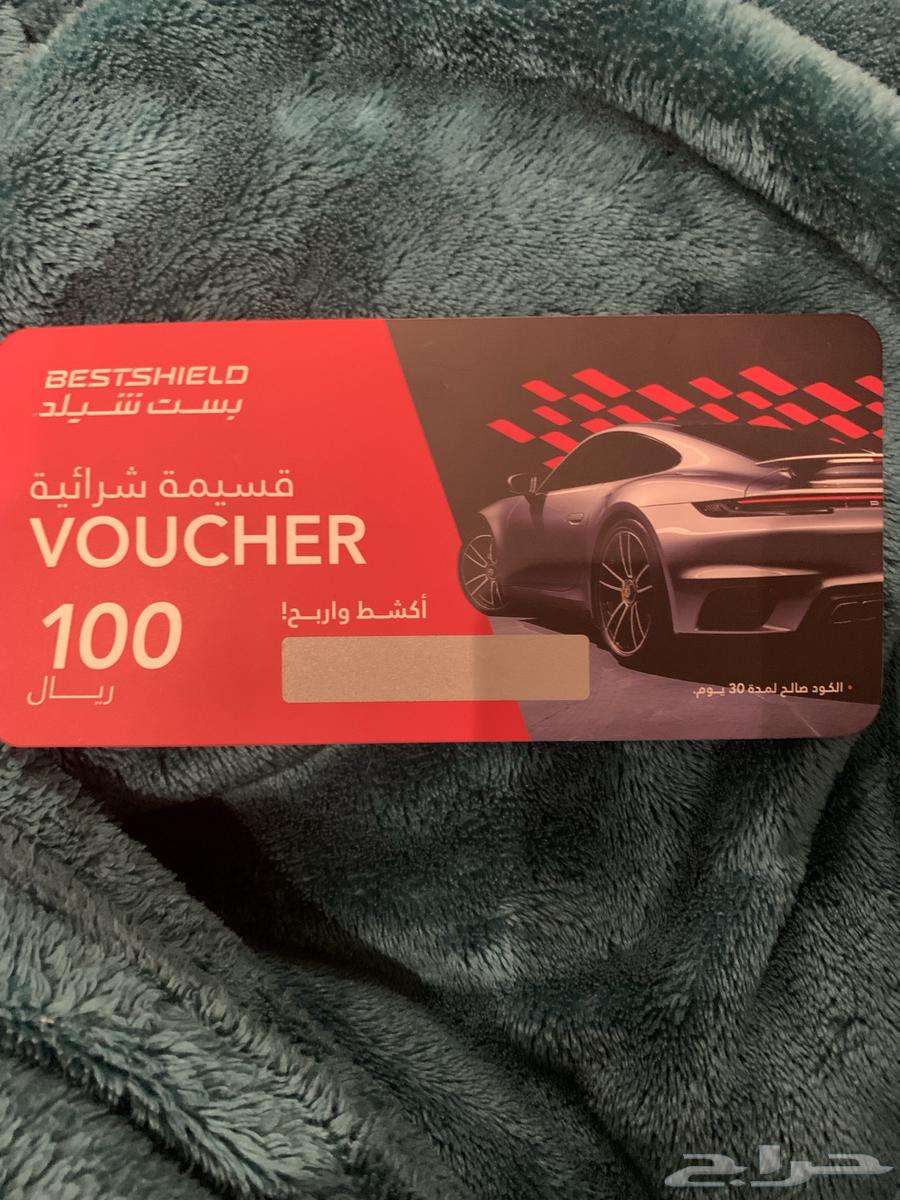 BESTSHIELD
بست شيلد
قسيمة شرائية
VOUCHER
100
ريال
أكشط واربح!
• الكود صالح لمدة 30 يوم.
حراج